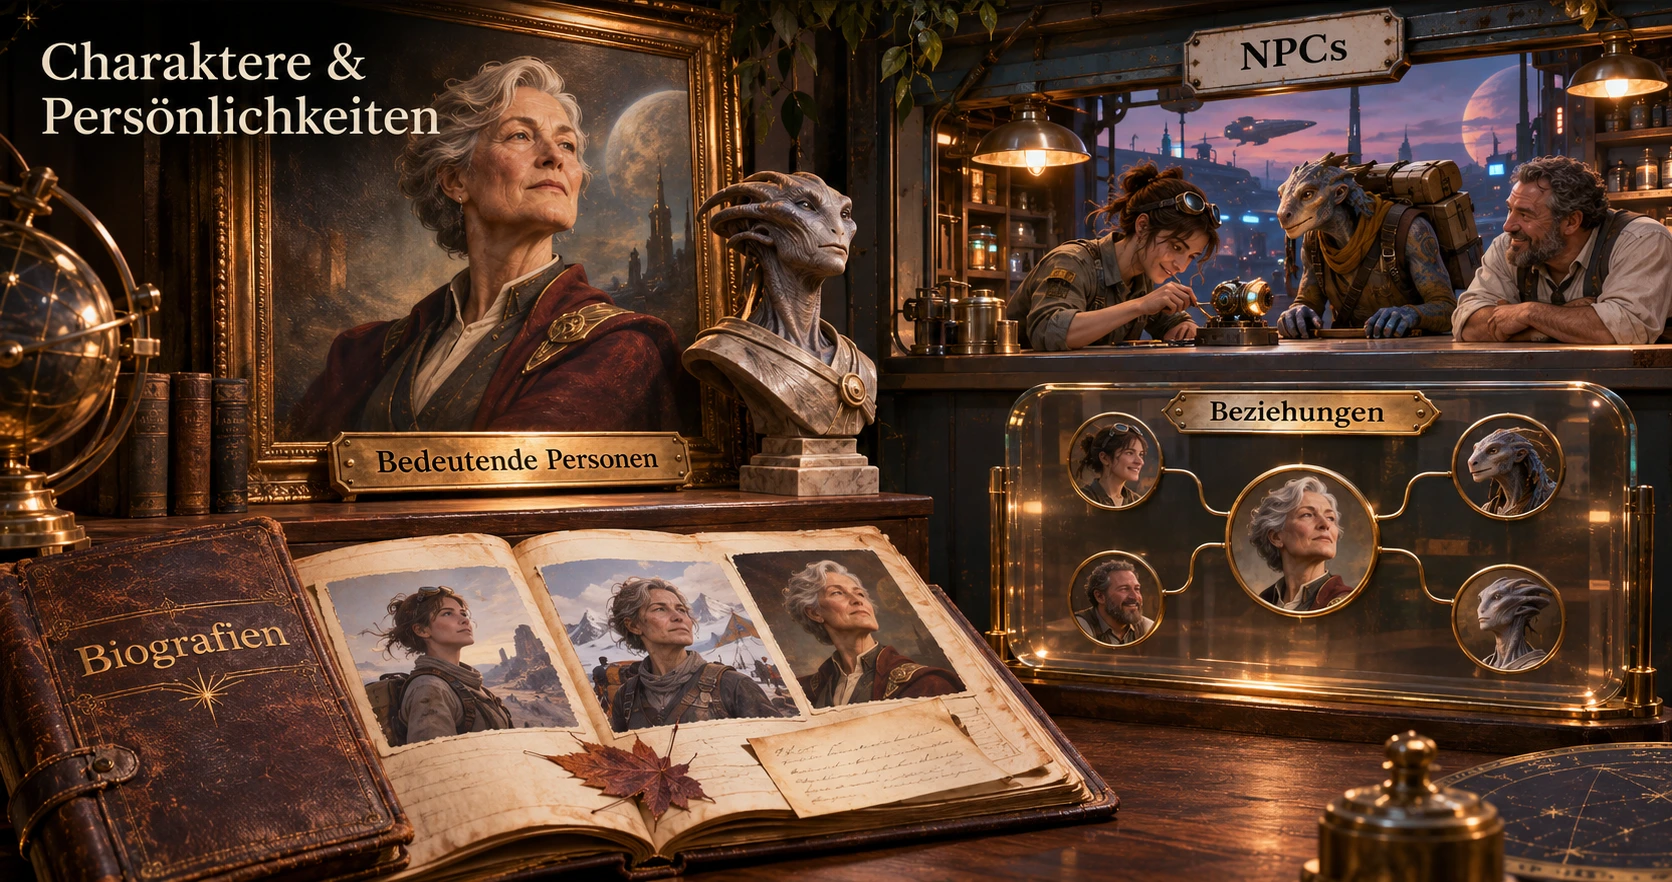 Charaktere &
Persönlichkeiten
NPCs
Bedeutende Personen
Beziehungen
Biografien